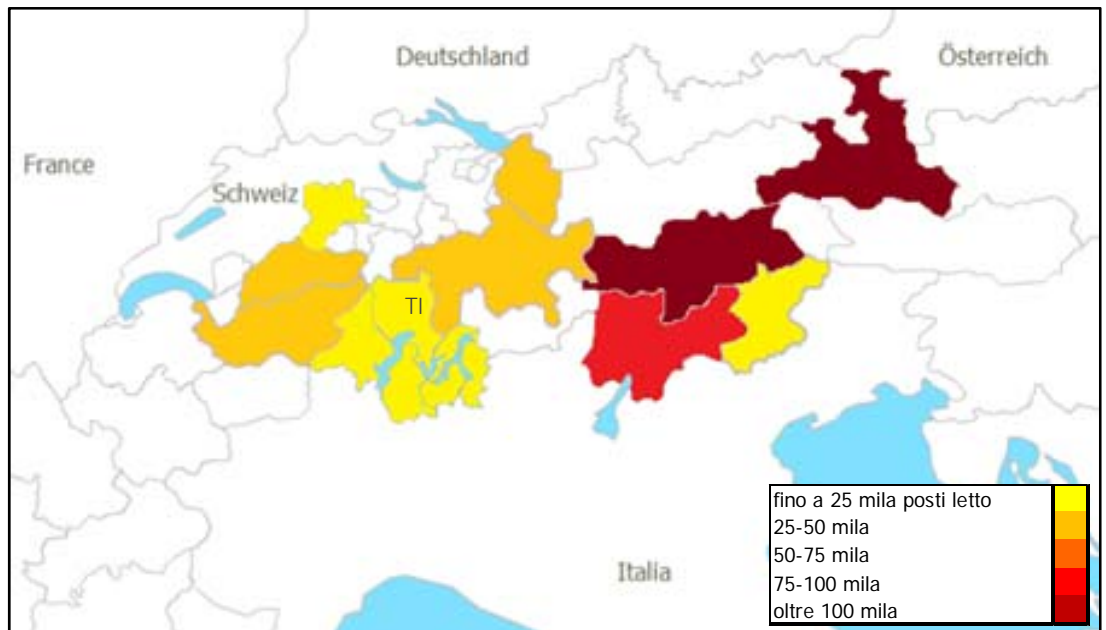 Deutschland
Österreich
France
Schweiz
TI
Italia
fino a 25 mila posti letto
25-50 mila
50-75 mila
75-100 mila
oltre 100 mila